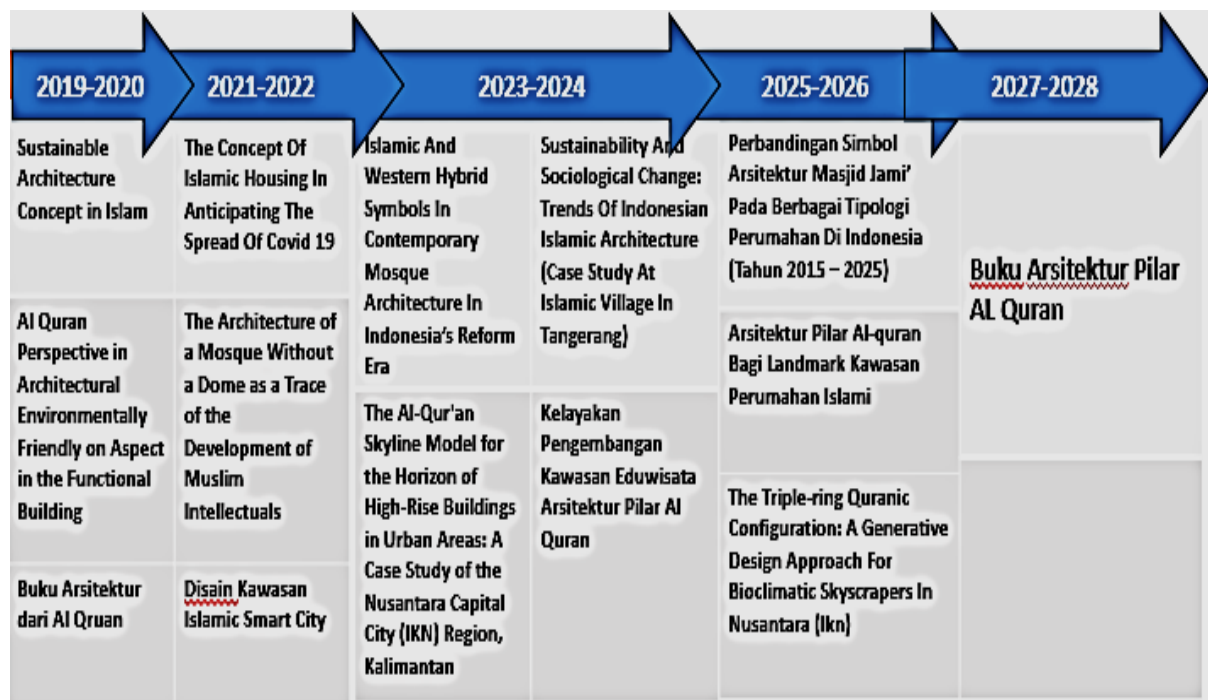 2019-2020
2021-2022
2023-2024
2025-2026
2027-2028
Sustainable
Architecture
Concept in Islam
Al Quran
Perspective in
Architectural
Environmentally
Friendly on Aspect
in the Functional
Building
Buku Arsitektur
dari Al Qruan
The Concept Of
Islamic Housing In
Anticipating The
Spread Of Covid 19
The Architecture of
a Mosque Without
a Dome as a Trace
of the
Development of
Muslim
Intellectuals
Disain Kawasan
Islamic Smart City
Islamic And
Western Hybrid
Symbols In
Contemporary
Mosque
Architecture In
Indonesia's Reform
Era
The Al-Qur'an
Skyline Model for
the Horizon of
High-Rise Buildings
in Urban Areas: A
Case Study of the
Nusantara Capital
City (IKN) Region,
Kalimantan
Sustainability And
Sociological Change:
Trends Of Indonesian
Islamic Architecture
(Case Study At
Islamic Village In
Tangerang)
Kelayakan
Pengembangan
Kawasan Eduwisata
Arsitektur Pilar Al
Quran
Perbandingan Simbol
Arsitektur Masjid Jami'
Pada Berbagai Tipologi
Perumahan Di Indonesia
(Tahun 2015 – 2025)
Arsitektur Pilar Al-quran
Bagi Landmark Kawasan
Perumahan Islami
The Triple-ring Quranic
Configuration: A Generative
Design Approach For
Bioclimatic Skyscrapers In
Nusantara (Ikn)
Buku Arsitektur Pilar
AL Quran